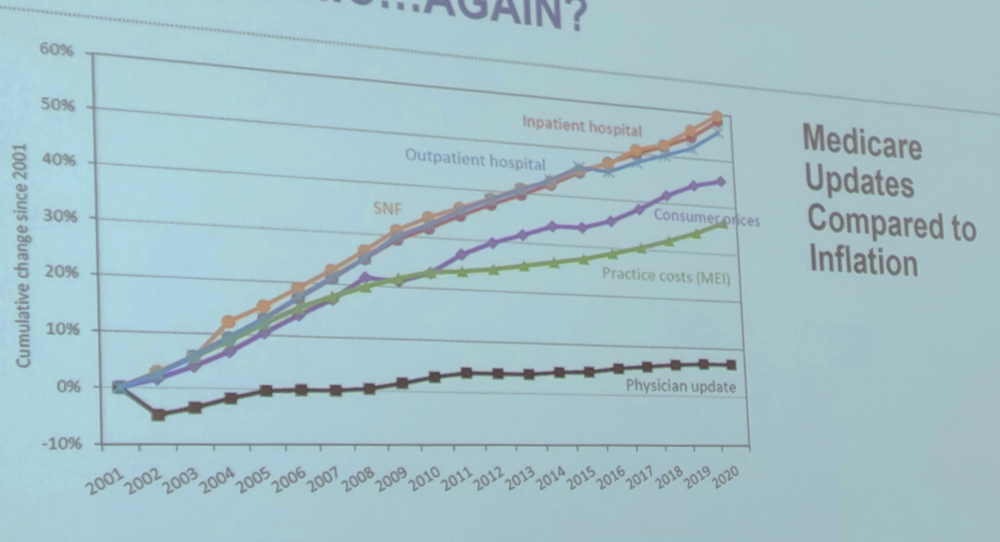 AGAIN?
60%
50%
40%
30%
20%
10%
0%
-10%
Cumulative change since 2001
Inpatient hospital
Outpatient hospital
SNF
Consumer prices
Practice costs (MEI)
Physician update
2001 2002 2003 2004 2005 2006 2007 2008 2009 2010 2011 2012 2013 2014 2015 2016 2017 2018 2019 2020
Medicare
Updates
Compared to
Inflation